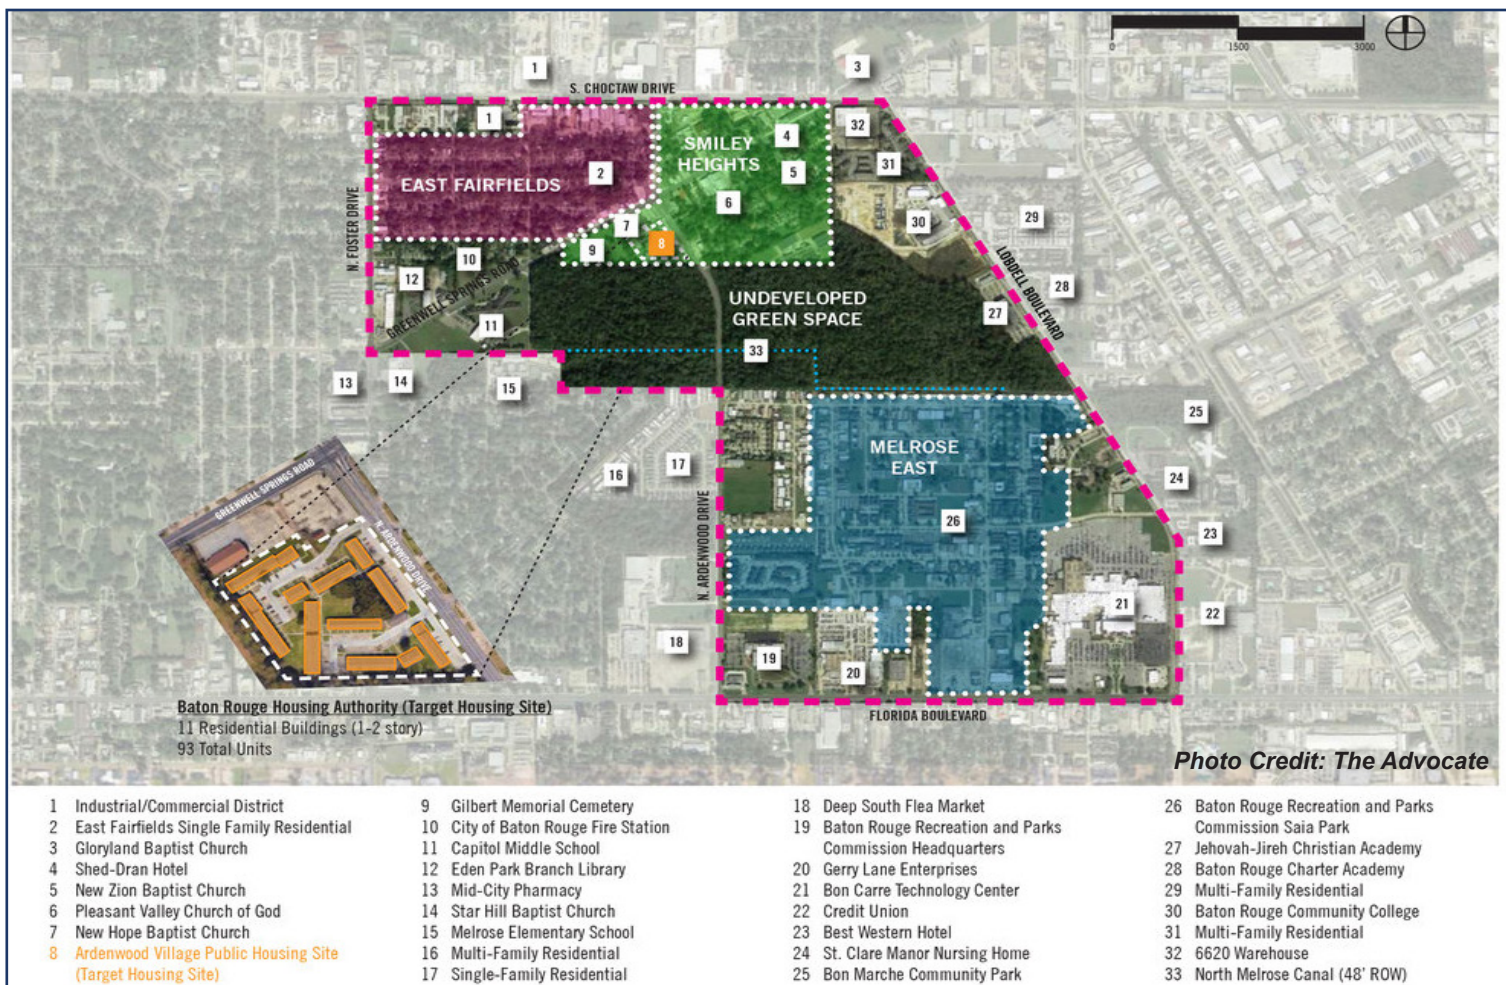 0 1500 3000
1
3
S. CHOCTAW DRIVE
1
4
32
SMILEY
HEIGHTS
31
EAST FAIRFIELDS
2
5
6
N. FOSTER DRIVE
7
30
29
8
9
10
12
GREENWELL SPRINGS ROAD
LOBDELL BOULEVARD
28
UNDEVELOPED
GREEN SPACE
27
11
33
13
14
15
25
MELROSE
EAST
16
17
24
GREENWELL SPRINGS ROAD
N. ARDENWOOD DRIVE
N. ARDENWOOD DRIVE
26
23
21
22
18
19
20
Baton Rouge Housing Authority (Target Housing Site)
11 Residential Buildings (1-2 story)
93 Total Units
FLORIDA BOULEVARD
Photo Credit: The Advocate
1 Industrial/Commercial District
2 East Fairfields Single Family Residential
3 Gloryland Baptist Church
4 Shed-Dran Hotel
5 New Zion Baptist Church
6 Pleasant Valley Church of God
7 New Hope Baptist Church
8 Ardenwood Village Public Housing Site
(Target Housing Site)
9 Gilbert Memorial Cemetery
10 City of Baton Rouge Fire Station
11 Capitol Middle School
12 Eden Park Branch Library
13 Mid-City Pharmacy
14 Star Hill Baptist Church
15 Melrose Elementary School
16 Multi-Family Residential
17 Single-Family Residential
18 Deep South Flea Market
19 Baton Rouge Recreation and Parks
Commission Headquarters
20 Gerry Lane Enterprises
21 Bon Carre Technology Center
22 Credit Union
23 Best Western Hotel
24 St. Clare Manor Nursing Home
25 Bon Marche Community Park
26 Baton Rouge Recreation and Parks
Commission Saia Park
27 Jehovah-Jireh Christian Academy
28 Baton Rouge Charter Academy
29 Multi-Family Residential
30 Baton Rouge Community College
31 Multi-Family Residential
32 6620 Warehouse
33 North Melrose Canal (48' ROW)